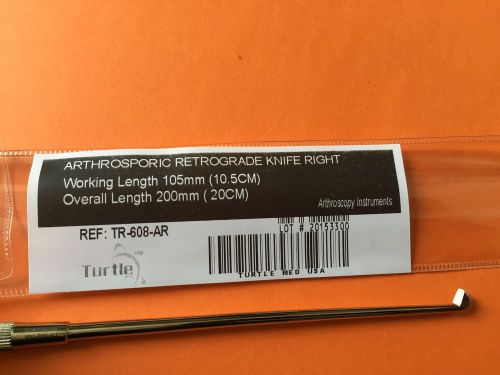 ARTHROSPORIC RETROGRADE KNIFE RIGHT
Working Length 105mm (10.5CM)
Overall Length 200mm ( 20CM)
Arthroscopy Instruments
REF: TR-608-AR
LOT # 20153300
Turtle
TURTLE MED USA